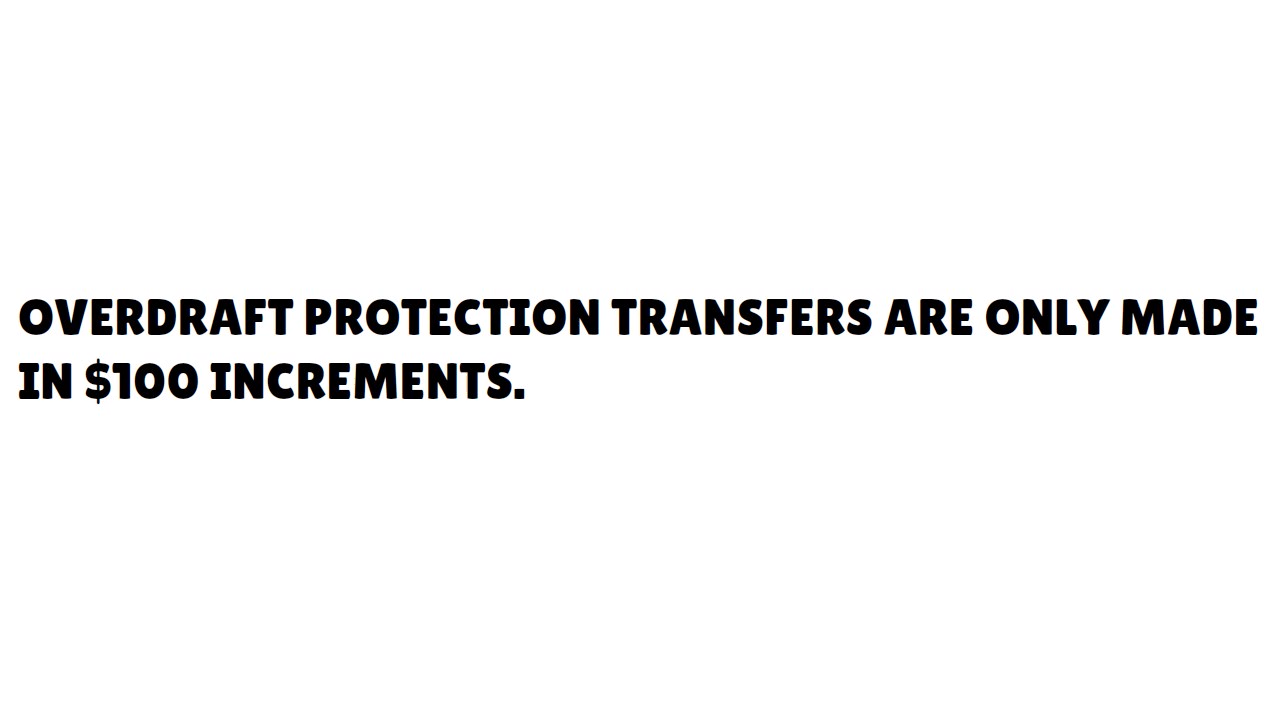 OVERDRAFT PROTECTION TRANSFERS ARE ONLY MADE
IN $100 INCREMENTS.